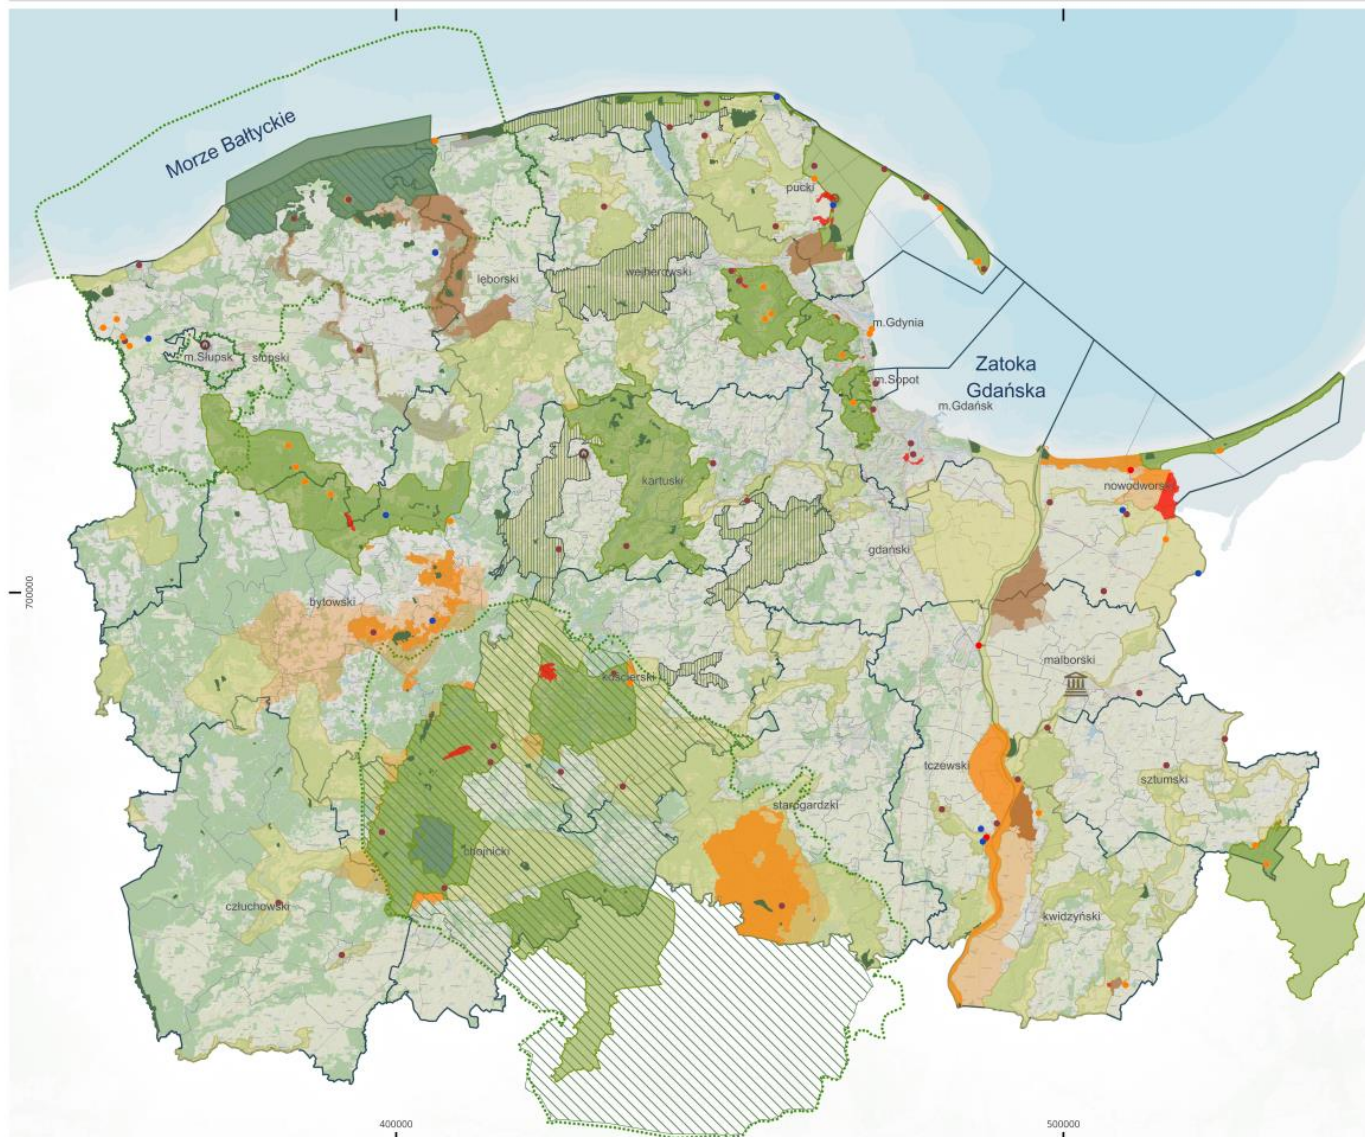 Morze Bałtyckie
pucki
wejherowski
lęborski
m.Gdynia
m.Słupsk
słupski
Zatoka
Gdańska
m.Sopot
m.Gdańsk
kartuski
nowodworski
gdański
700000
bytowski
malborski
kościerski
tczewski
sztumski
starogardzki
chojnicki
człuchowski
kwidzyński
400000
500000